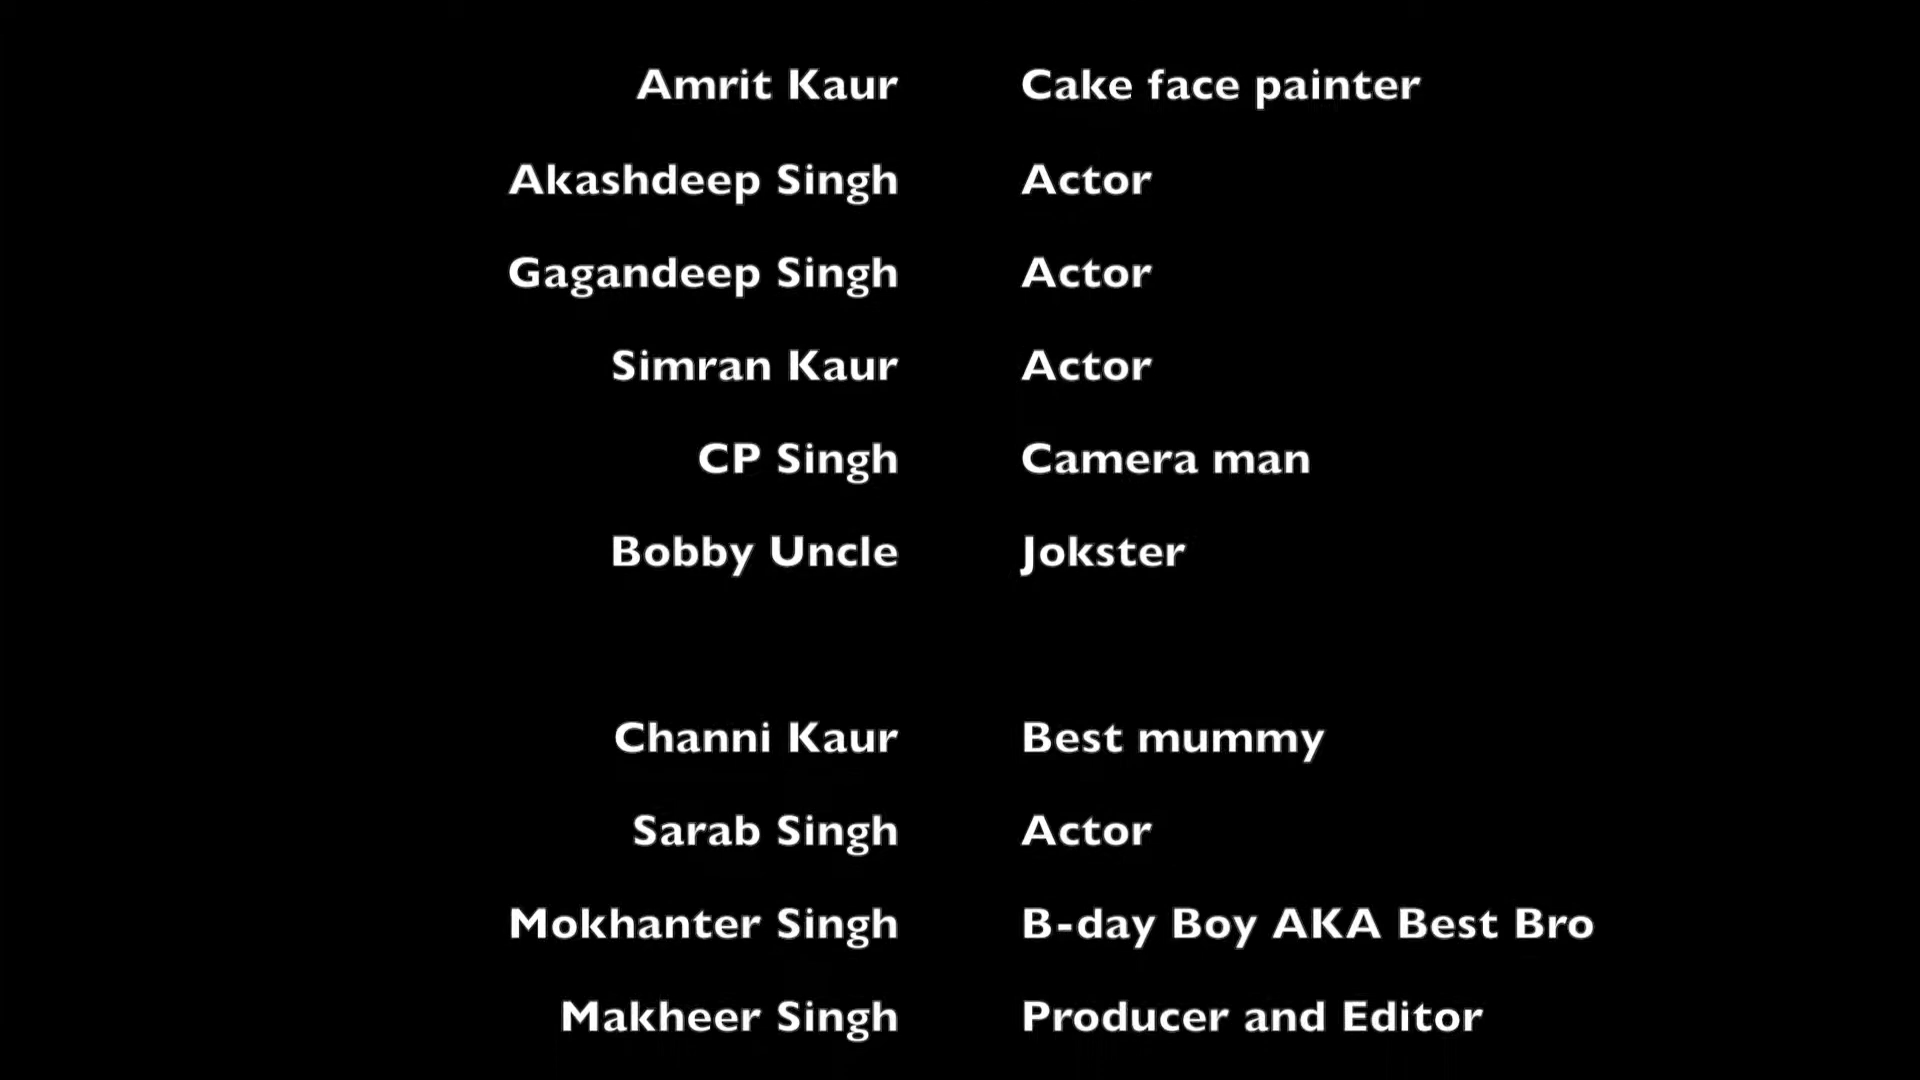 Amrit Kaur Cake face painter
Akashdeep Singh Actor
Gagandeep Singh Actor
Simran Kaur Actor
CP Singh Camera man
Bobby Uncle Jokster
Channi Kaur Best mummy
Sarab Singh Actor
Mokhanter Singh B-day Boy AKA Best Bro
Makheer Singh Producer and Editor